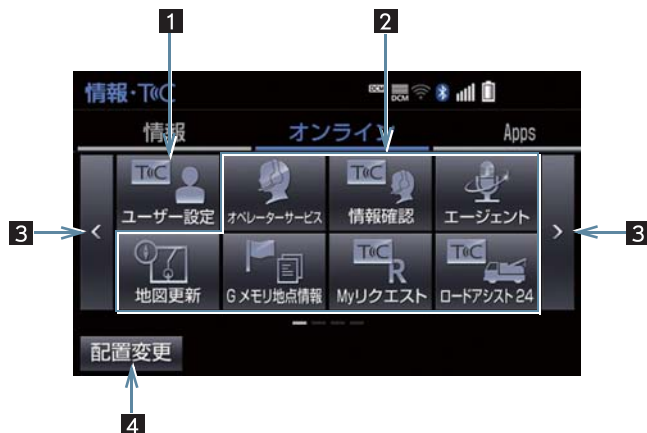 1
2
情報・T((C
DCM
DCM
情報
オンライン
Apps
T((C
ユーザー設定
オペレーターサービス
T((C
情報確認
エージェント
3
<
>
3
地図更新
Gメモリ地点情報
T((C
R
Myリクエスト
T((C
ロードアシスト24
配置変更
4